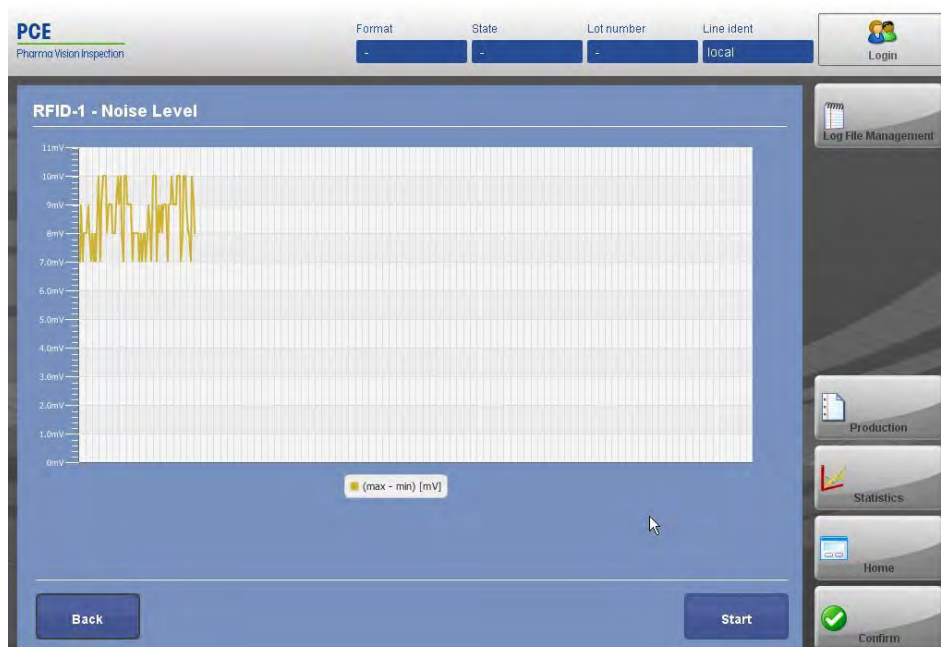 PCE
Pharma Vision Inspection
Format
State
Lot number
Line ident
-
-
-
local
Login
RFID-1 - Noise Level
Log File Management
11mV
10mV
9mV
8mV
7.0mV
6.0mV
5.0mV
4.0mV
3.0mV
2.0mV
1.0mV
0mV
(max - min) [mV]
Production
Statistics
Home
Back
Start
Confirm